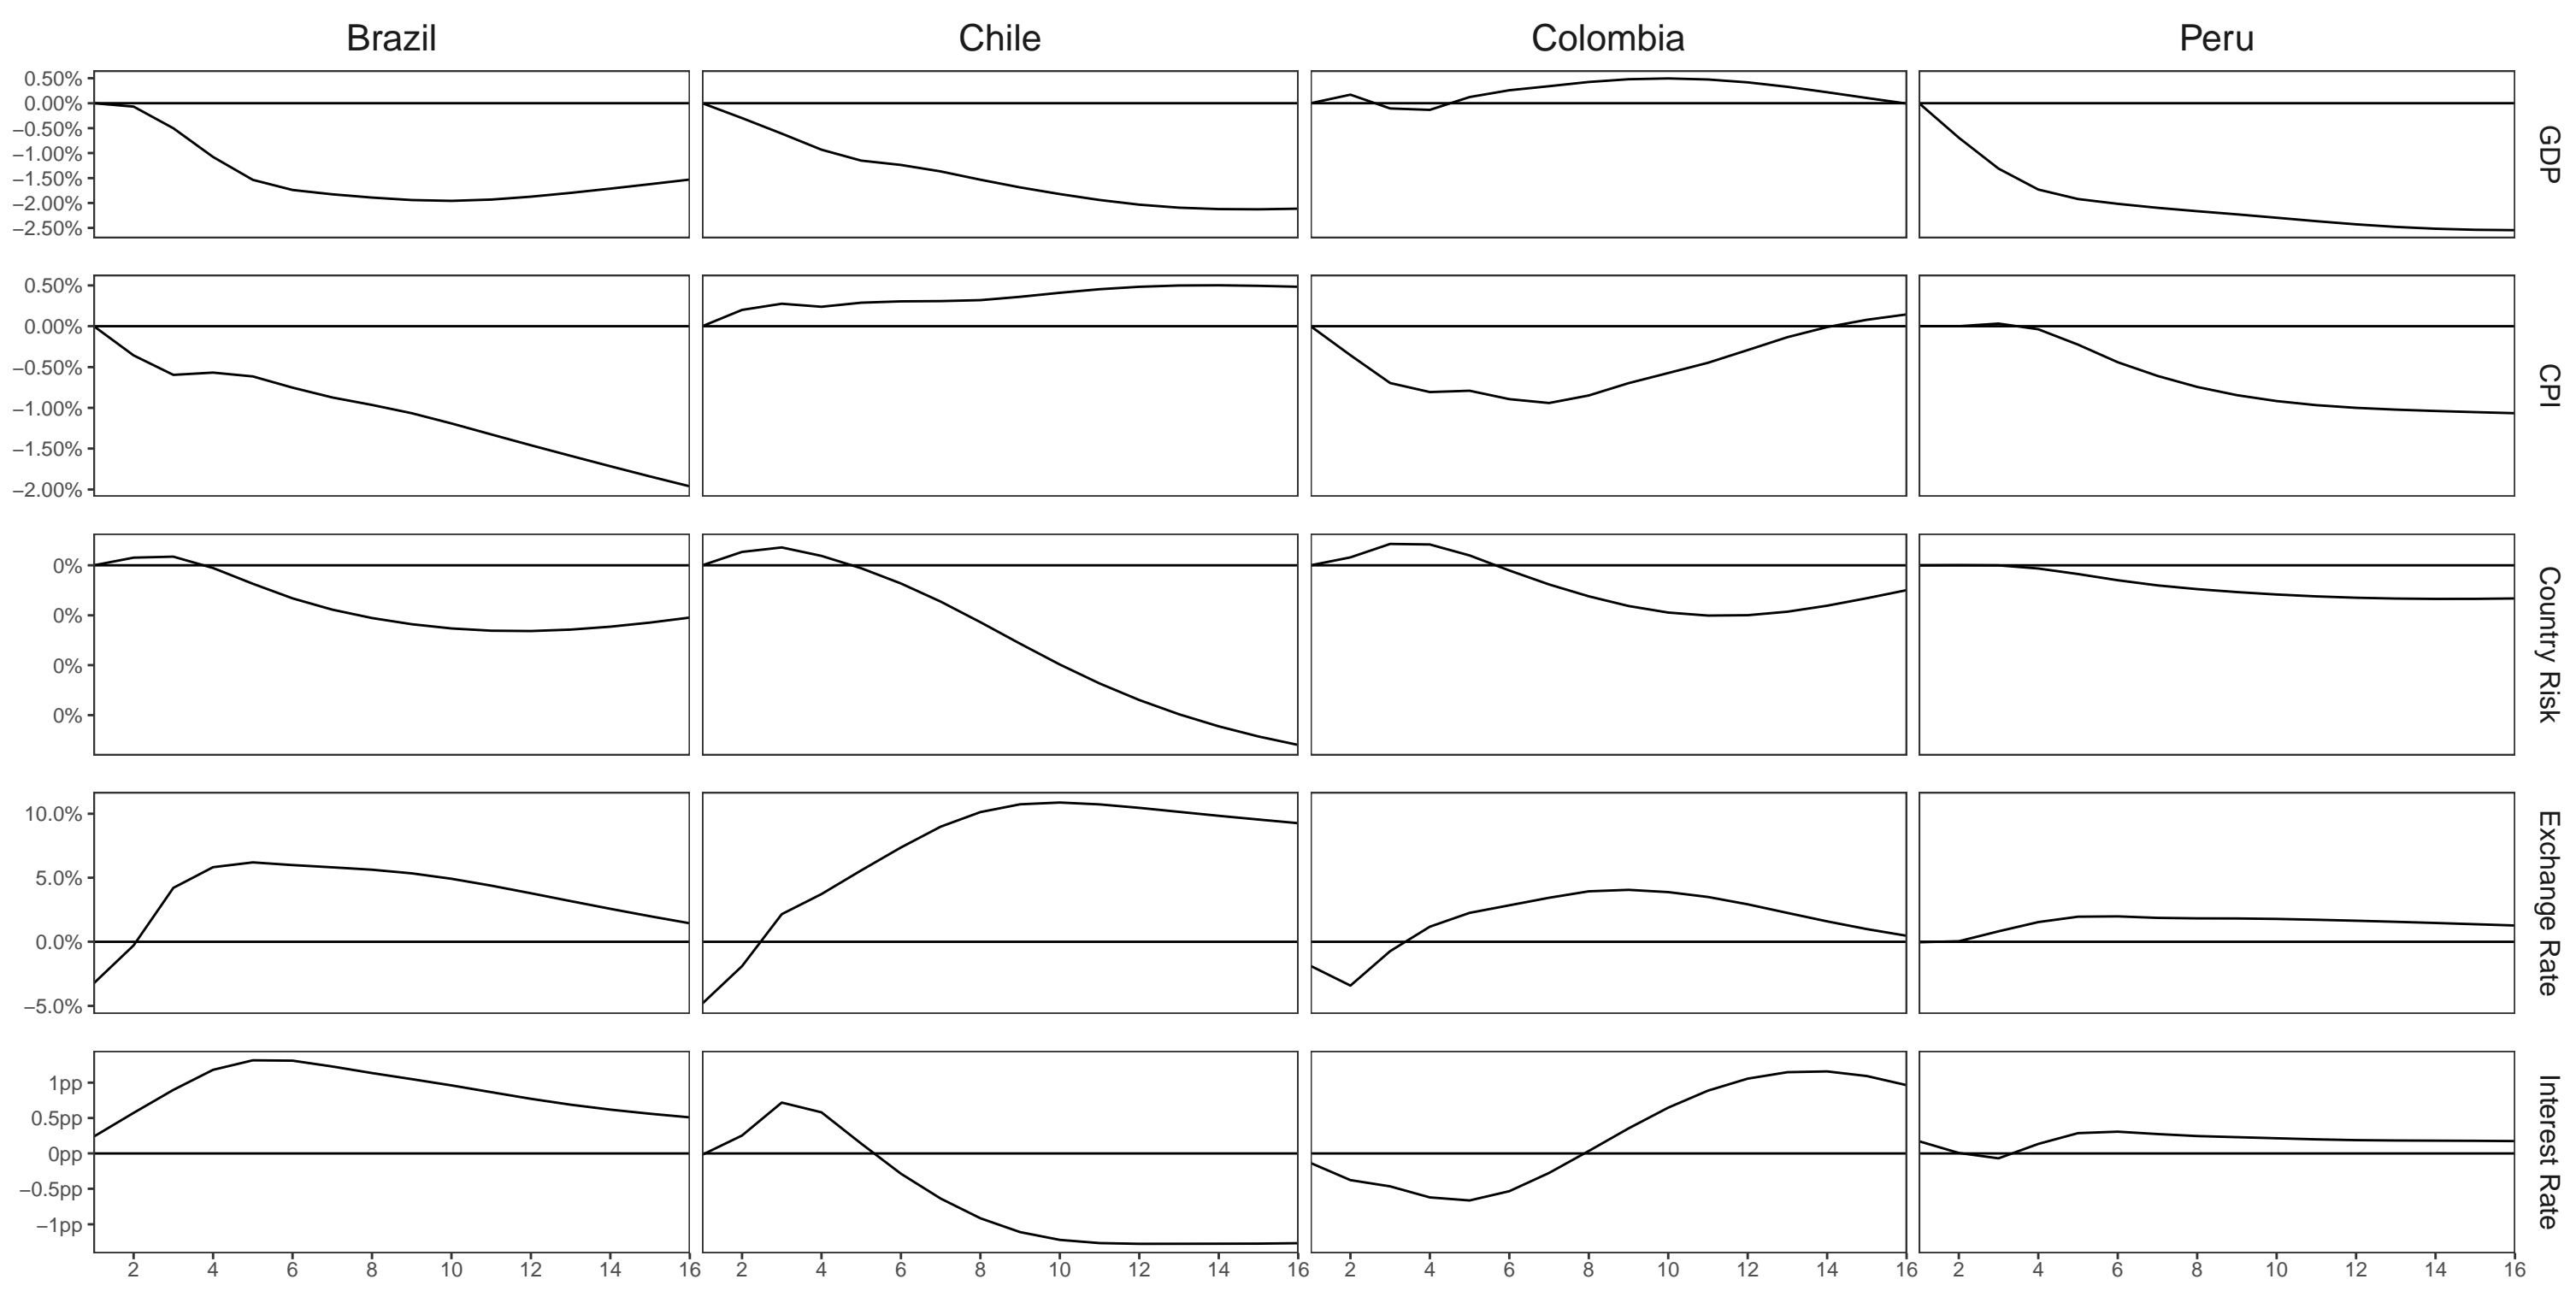 Brazil Chile Colombia Peru
0.50%
0.00%
−0.50%
−1.00%
−1.50%
−2.00%
−2.50%
GDP
0.50%
0.00%
−0.50%
−1.00%
−1.50%
−2.00%
CPI
0%
0%
0%
0%
Country Risk
10.0%
5.0%
0.0%
−5.0%
Exchange Rate
1pp
0.5pp
0pp
−0.5pp
−1pp
Interest Rate
2 4 6 8 10 12 14 16 2 4 6 8 10 12 14 16 2 4 6 8 10 12 14 16 2 4 6 8 10 12 14 16